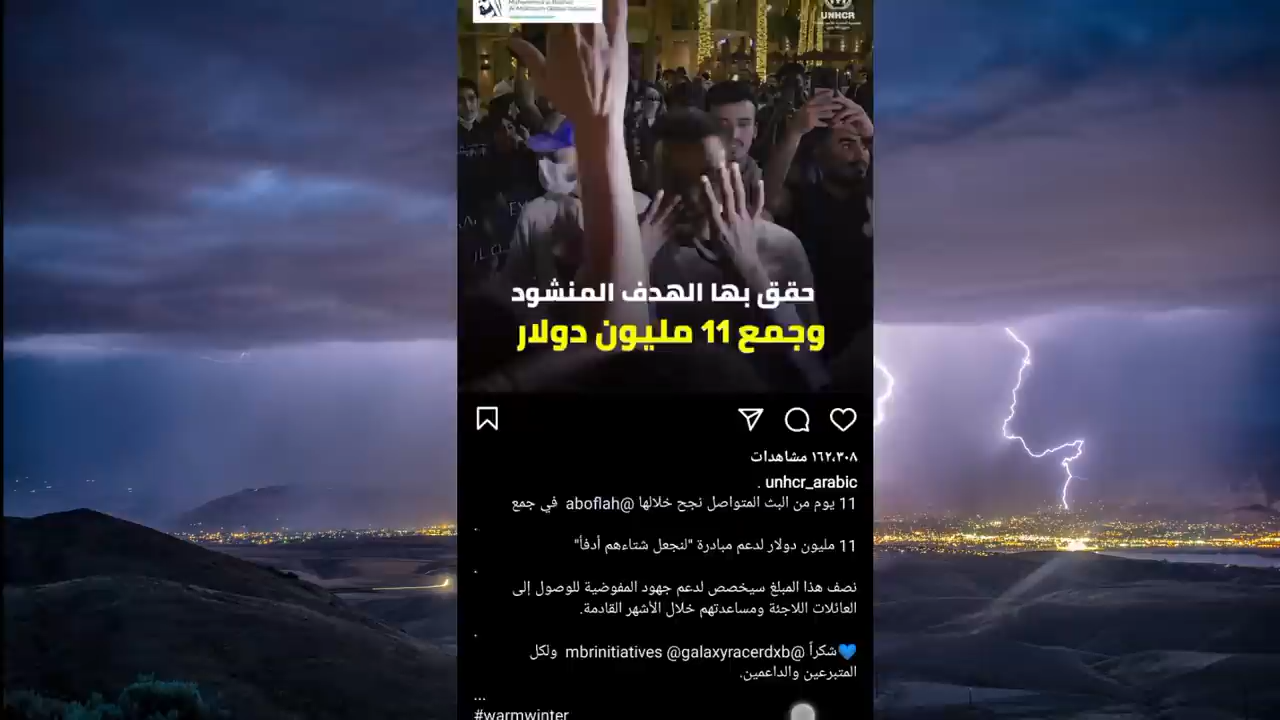 UNHCR
حقق بها الهدف المنشود
وجمع 11 مليون دولار
١٦٢،٣٠٨ مشاهدات
unhcr_arabic .
11 يوم من البث المتواصل نجح خلالها @aboflah في جمع
.
11 مليون دولار لدعم مبادرة "لنجعل شتاءهم أدفأ"
.
نصف هذا المبلغ سيخصص لدعم جهود المفوضية للوصول إلى
العائلات اللاجئة ومساعدتهم خلال الأشهر القادمة.
.
💙شكراً @mbrinitiatives @galaxyracerdxb ولكل
المتبرعين والداعمين.
...
#warmwinter